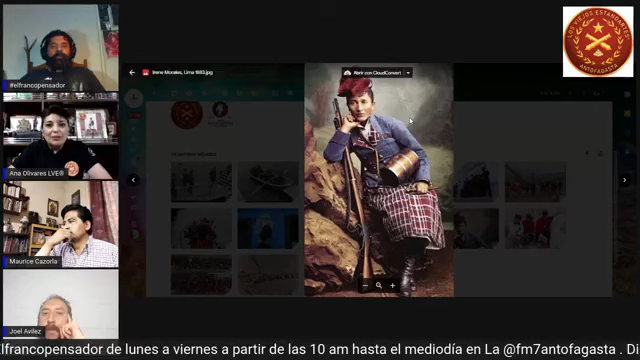 #elfrancopensador
Ana Olivares LVE®
Maurice Cazorla
Joel Avilez
Irene Morales, Lima 1883.jpg
Abrir con CloudConvert
LOS VIEJOS ESTANDARTES
ANTOFAGASTA
Elfrancopensador de lunes a viernes a partir de las 10 am hasta el mediodía en La @fm7antofagasta . Di